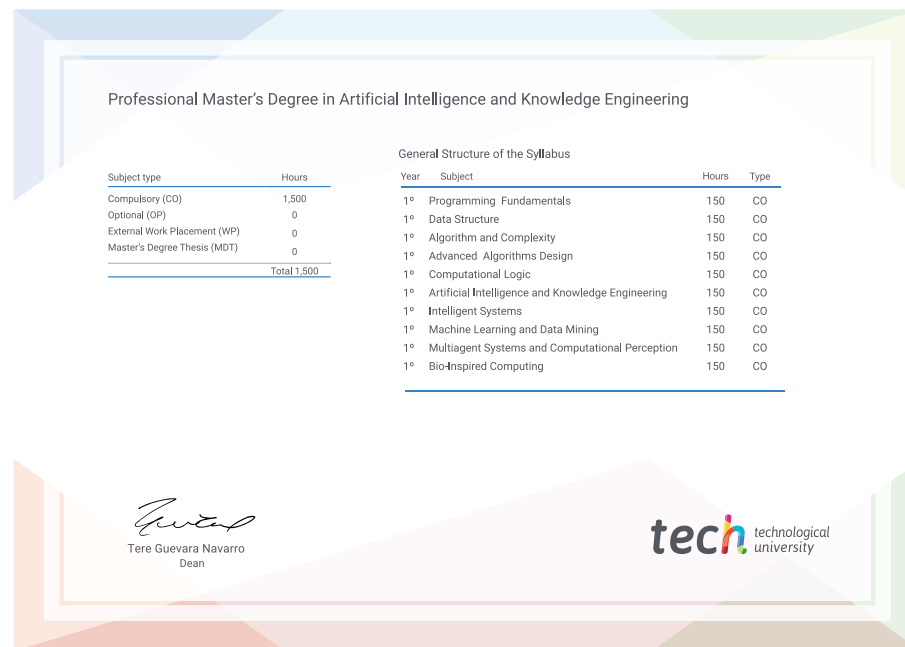 Professional Master's Degree in Artificial Intelligence and Knowledge Engineering
Subject type Hours
Compulsory (CO) 1,500
Optional (OP) 0
External Work Placement (WP) 0
Master's Degree Thesis (MDT) 0
Total 1,500
General Structure of the Syllabus
Year Subject Hours Type
1º Programming Fundamentals 150 CO
1º Data Structure 150 CO
1º Algorithm and Complexity 150 CO
1º Advanced Algorithms Design 150 CO
1º Computational Logic 150 CO
1º Artificial Intelligence and Knowledge Engineering 150 CO
1º Intelligent Systems 150 CO
1º Machine Learning and Data Mining 150 CO
1º Multiagent Systems and Computational Perception 150 CO
1º Bio-Inspired Computing 150 CO
Tere Guevara Navarro
Dean
tech technological
university